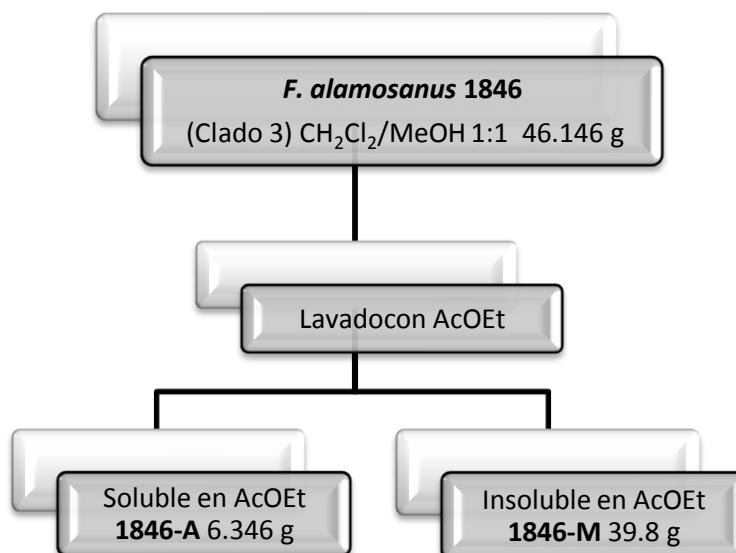 F. alamosanus 1846
(Clado 3) CH₂Cl₂/MeOH 1:1 46.146 g
Lavadocon AcOEt
Soluble en AcOEt
1846-A 6.346 g
Insoluble en AcOEt
1846-M 39.8 g